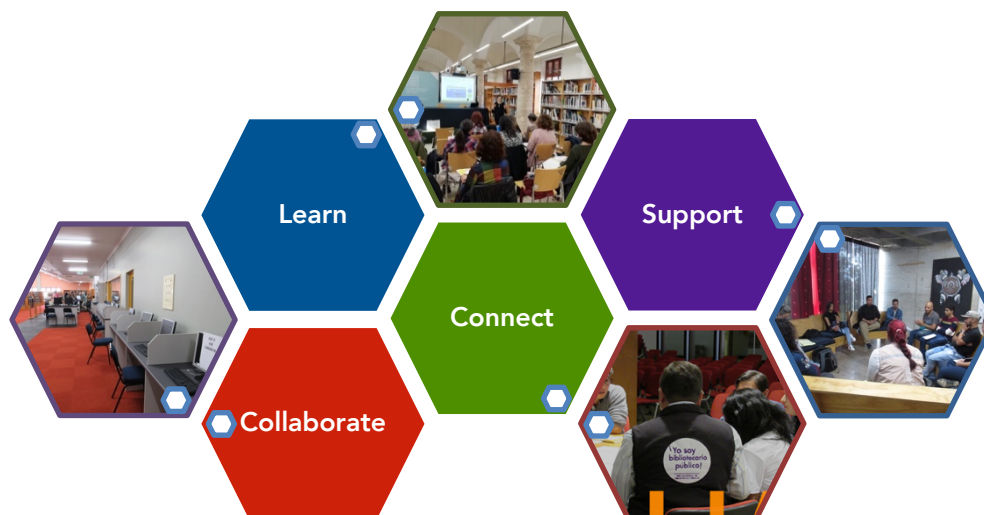 Learn
Support
Connect
Collaborate
¡Yo soy
bibliotecario
público!